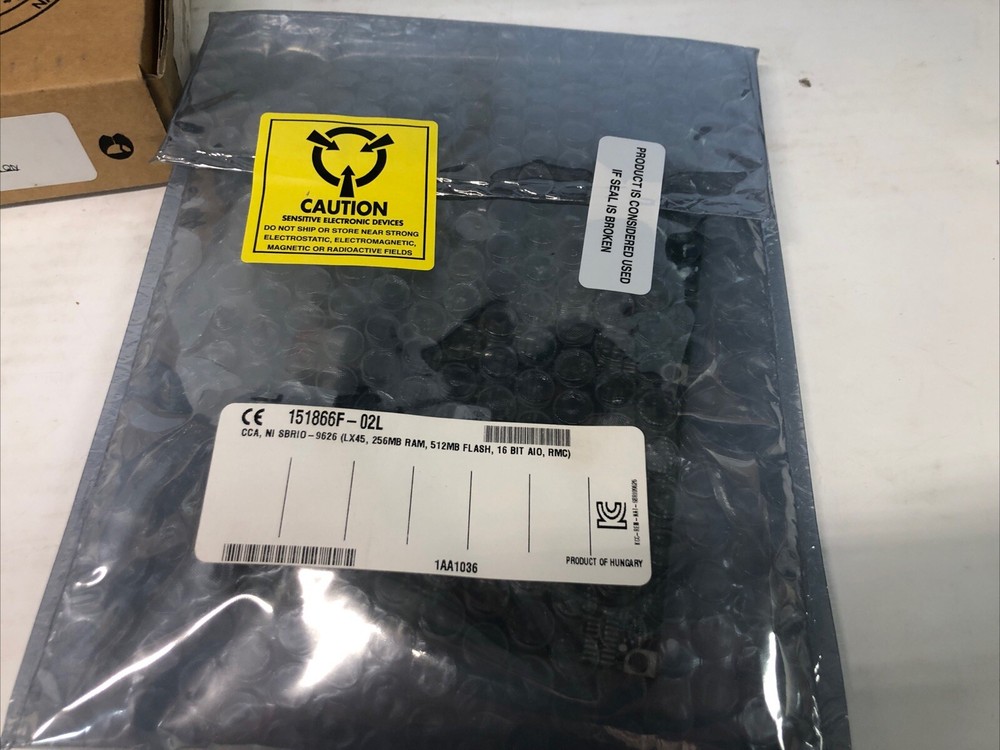 CAUTION
SENSITIVE ELECTRONIC DEVICES
DO NOT SHIP OR STORE NEAR STRONG
ELECTROSTATIC, ELECTROMAGNETIC,
MAGNETIC OR RADIOACTIVE FIELDS
PRODUCT IS CONSIDERED USED
IF SEAL IS BROKEN
CE 151866F-02L
CCA, NI SBRIO-9626 (LX45, 256MB RAM, 512MB FLASH, 16 BIT AIO, RMC)
1AA1036
PRODUCT OF HUNGARY